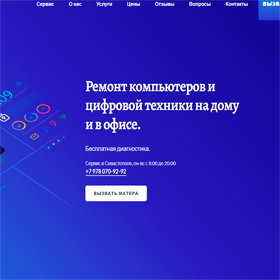 Сервис О нас Услуги Цены Отзывы Вопросы Контакты ВЫЗВ
09
Ремонт компьютеров и
цифровой техники на дому
и в офисе.
Бесплатная диагностика.
Сервис в Севастополе, пн-вс с 8:00 до 20:00
+7 978 070-92-92
ВЫЗВАТЬ МАТЕРА